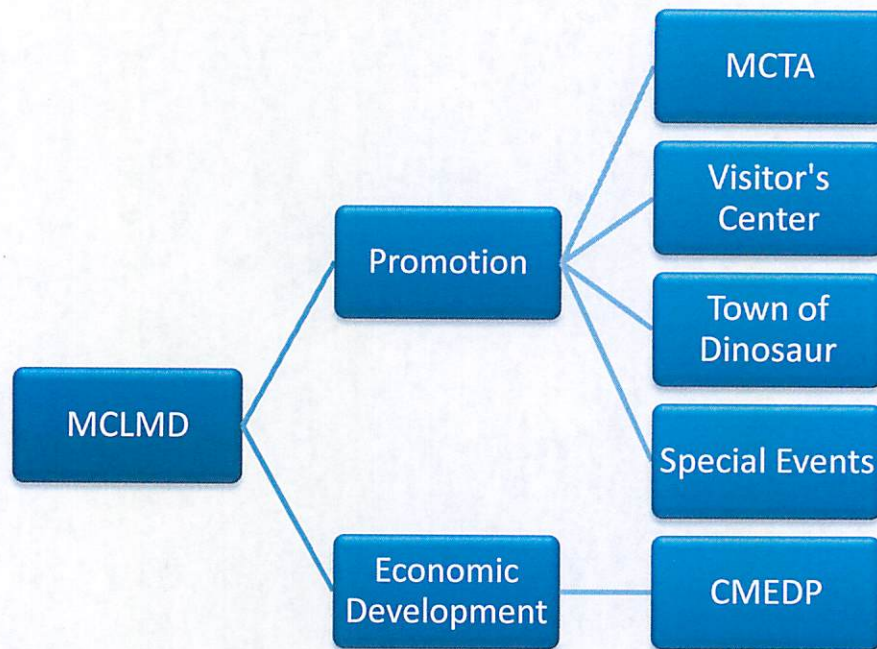 MCTA
Visitor's
Center
Promotion
Town of
Dinosaur
MCLMD
Special Events
Economic
Development
CMEDP